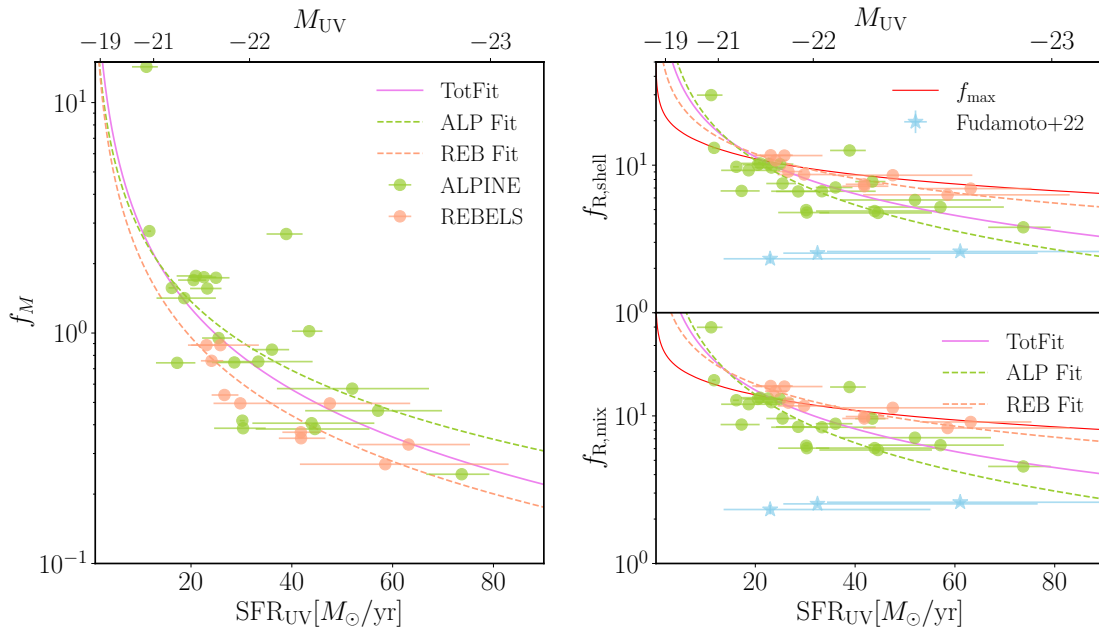 M_UV
−19 −21 −22 −23
10^1
10^0
10^−1
f_M
TotFit
ALP Fit
REB Fit
ALPINE
REBELS
20 40 60 80
SFR_UV[M_⊙/yr]
M_UV
−19 −21 −22 −23
10^1
10^0
f_R,shell
f_max
Fudamoto+22
10^1
10^0
f_R,mix
TotFit
ALP Fit
REB Fit
20 40 60 80
SFR_UV[M_⊙/yr]